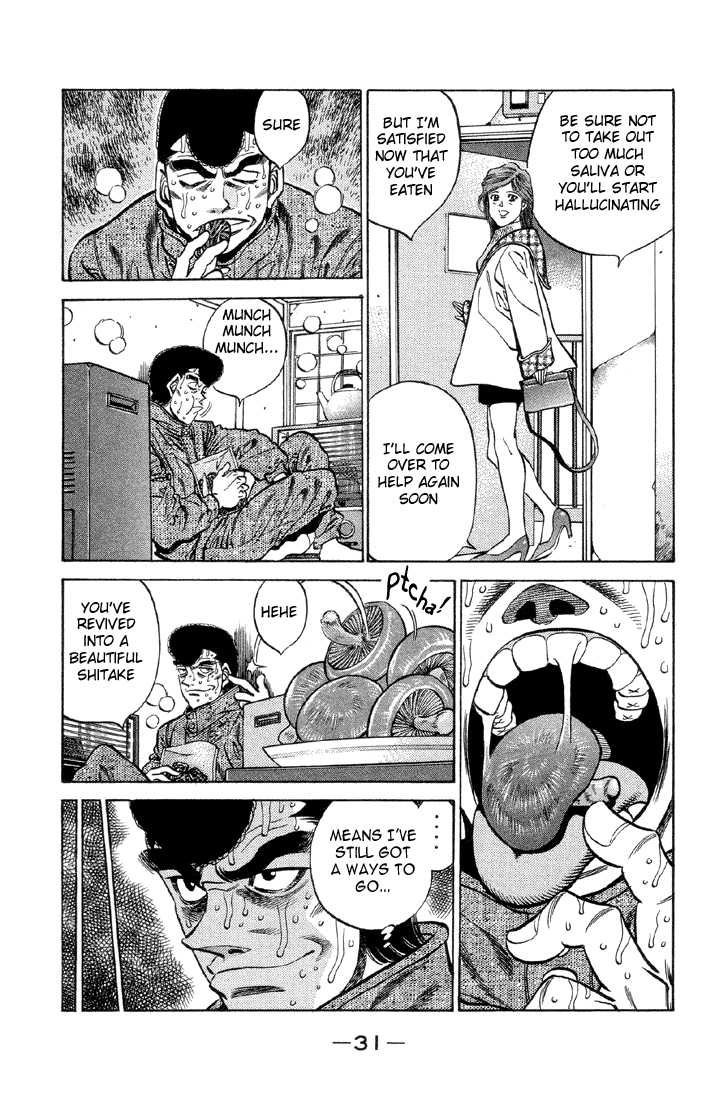 BE SURE NOT
TO TAKE OUT
TOO MUCH
SALIVA OR
YOU'LL START
HALLUCINATING
BUT I'M
SATISFIED
NOW THAT
YOU'VE
EATEN
SURE
MUNCH
MUNCH
MUNCH...
I'LL COME
OVER TO
HELP AGAIN
SOON
ptcha!
HEHE
YOU'VE
REVIVED
INTO A
BEAUTIFUL
SHITAKE
....
MEANS I'VE
STILL GOT
A WAYS TO
GO...
—31—